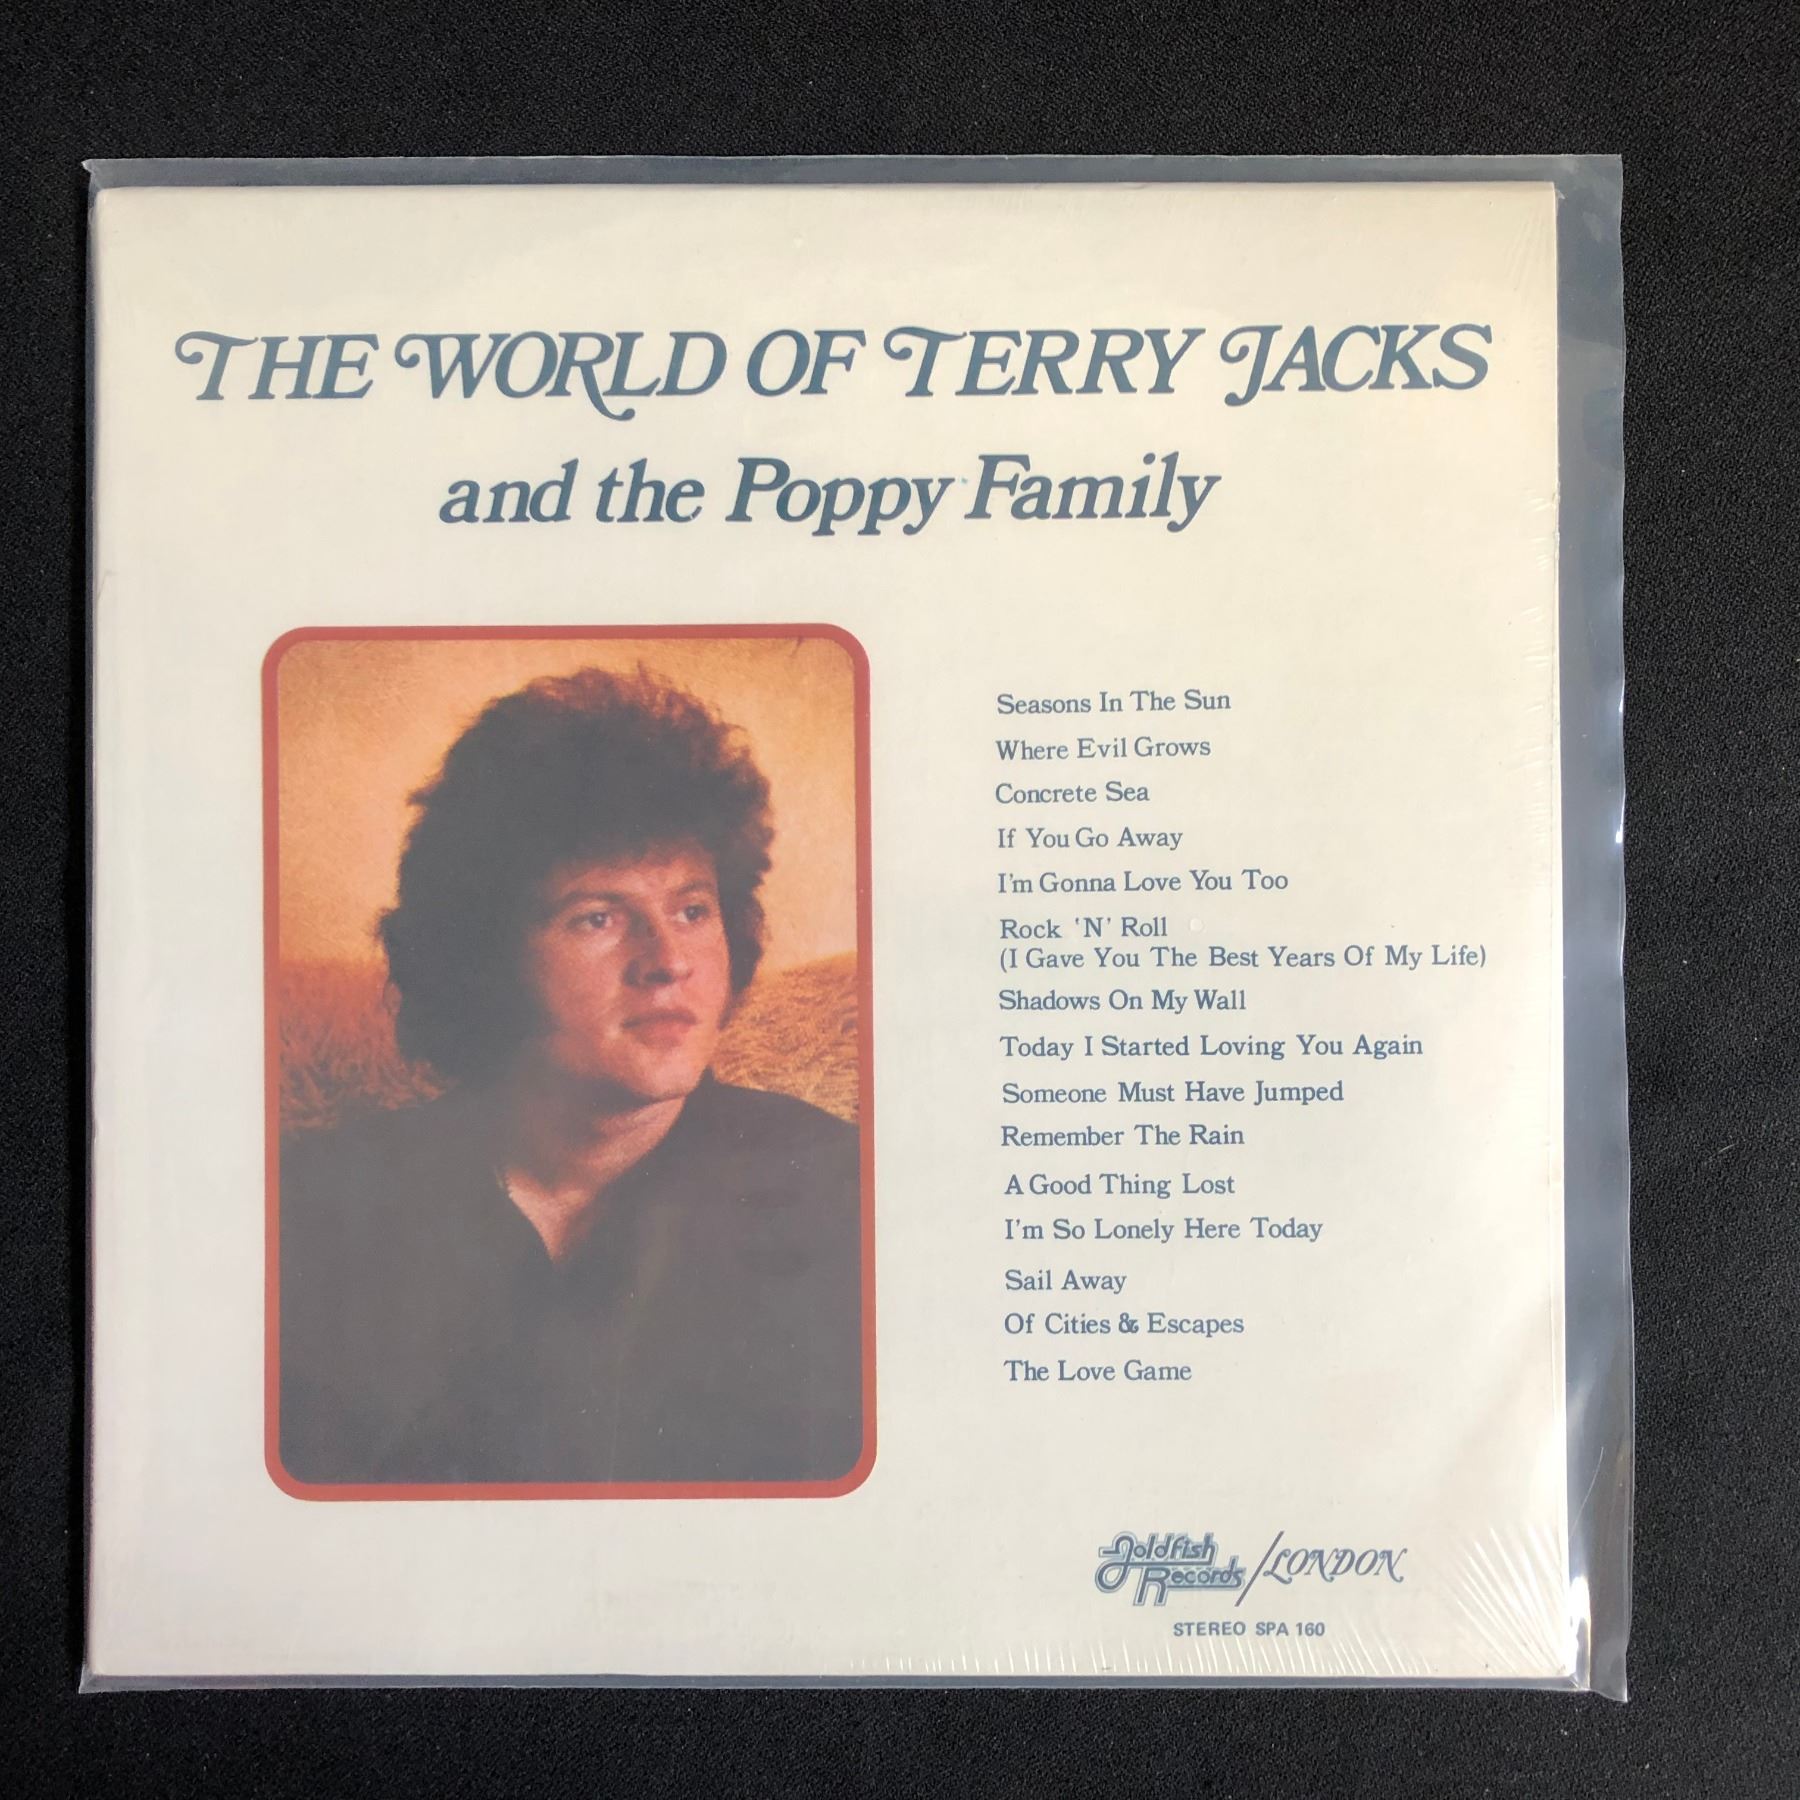 THE WORLD OF TERRY JACKS
and the Poppy Family
Seasons In The Sun
Where Evil Grows
Concrete Sea
If You Go Away
I'm Gonna Love You Too
Rock 'N' Roll
(I Gave You The Best Years Of My Life)
Shadows On My Wall
Today I Started Loving You Again
Someone Must Have Jumped
Remember The Rain
A Good Thing Lost
I'm So Lonely Here Today
Sail Away
Of Cities & Escapes
The Love Game
Goldfish
Records /LONDON
STEREO SPA 160